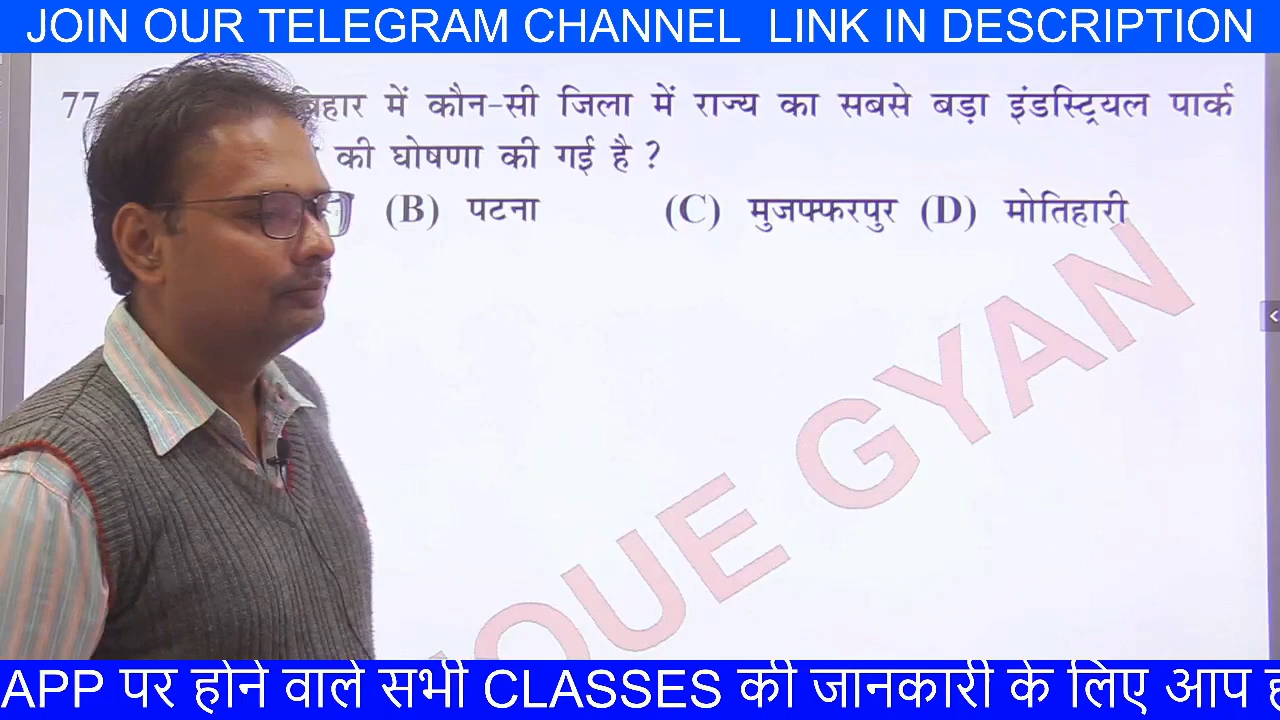 JOIN OUR TELEGRAM CHANNEL LINK IN DESCRIPTION
77 बिहार में कौन-सी जिला में राज्य का सबसे बड़ा इंडस्ट्रियल पार्क
की घोषणा की गई है ?
(B) पटना (C) मुजफ्फरपुर (D) मोतिहारी
QUE GYAN
APP पर होने वाले सभी CLASSES की जानकारी के लिए आप